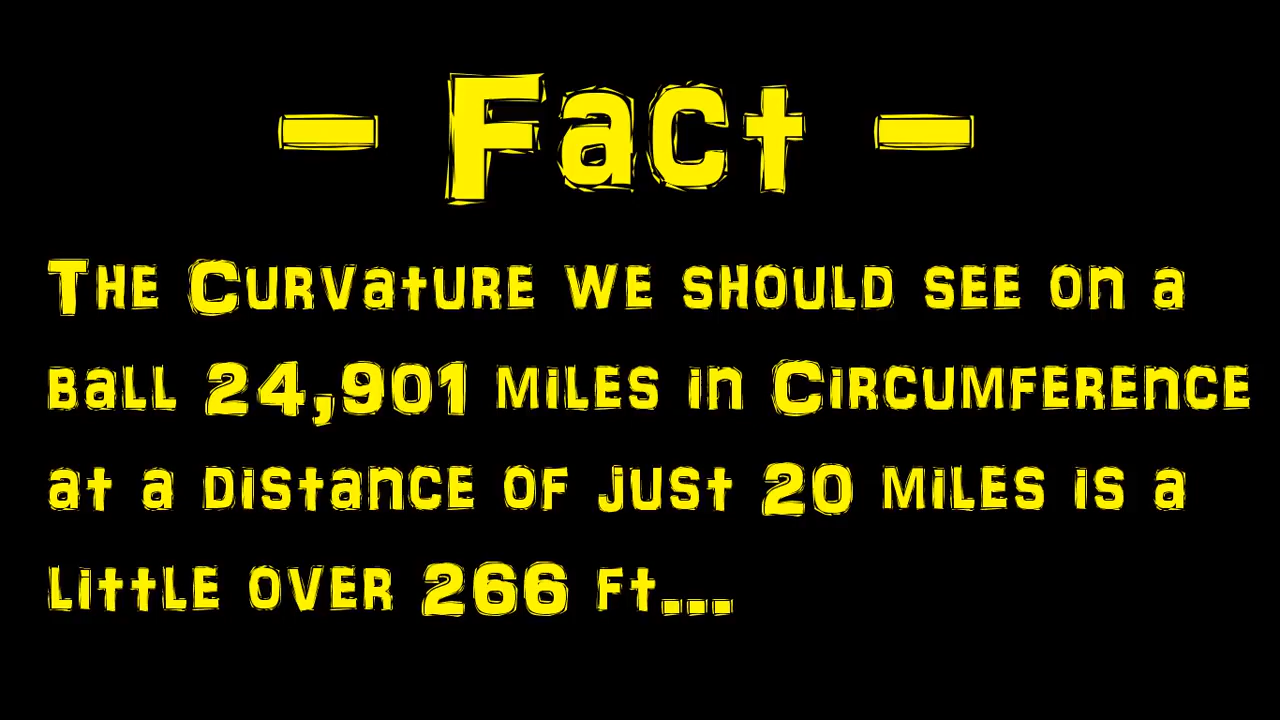 - Fact -
The Curvature we should see on a
ball 24,901 miles in Circumference
at a distance of just 20 miles is a
little over 266 ft...